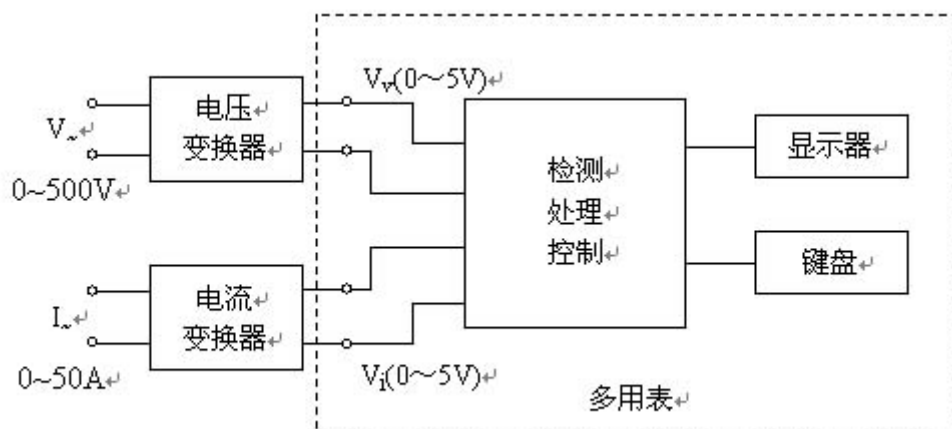 V~
0~500V
电压
变换器
Vv(0～5V)
I~
0~50A
电流
变换器
Vi(0～5V)
检测
处理
控制
显示器
键盘
多用表